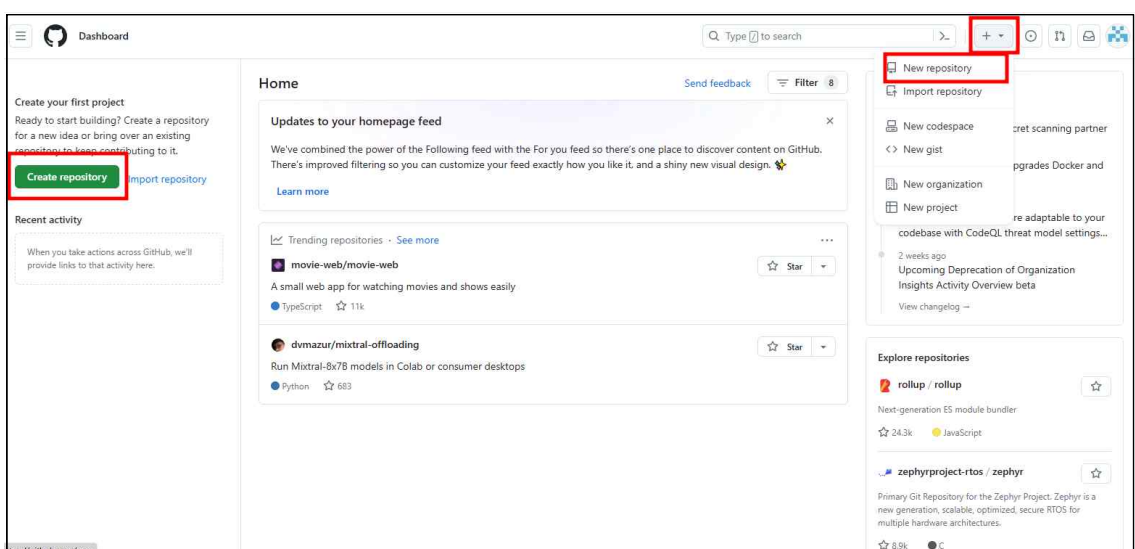 Dashboard
Type / to search
Create your first project
Ready to start building? Create a repository
for a new idea or bring over an existing
repository to keep contributing to it.
Create repository
Import repository
Recent activity
When you take actions across GitHub, we'll
provide links to that activity here.
Home
Send feedback
Filter 8
Updates to your homepage feed
We've combined the power of the Following feed with the For you feed so there's one place to discover content on GitHub.
There's improved filtering so you can customize your feed exactly how you like it, and a shiny new visual design.
Learn more
Trending repositories · See more
movie-web/movie-web
Star
A small web app for watching movies and shows easily
TypeScript 11k
dvmazur/mixtral-offloading
Star
Run Mixtral-8x7B models in Colab or consumer desktops
Python 683
New repository
Import repository
New codespace
New gist
New organization
New project
cret scanning partner
pgrades Docker and
re adaptable to your
codebase with CodeQL threat model settings...
2 weeks ago
Upcoming Deprecation of Organization
Insights Activity Overview beta
View changelog →
Explore repositories
rollup / rollup
Next-generation ES module bundler
24.3k JavaScript
zephyrproject-rtos / zephyr
Primary Git Repository for the Zephyr Project. Zephyr is a
new generation, scalable, optimized, secure RTOS for
multiple hardware architectures.
8.9k C